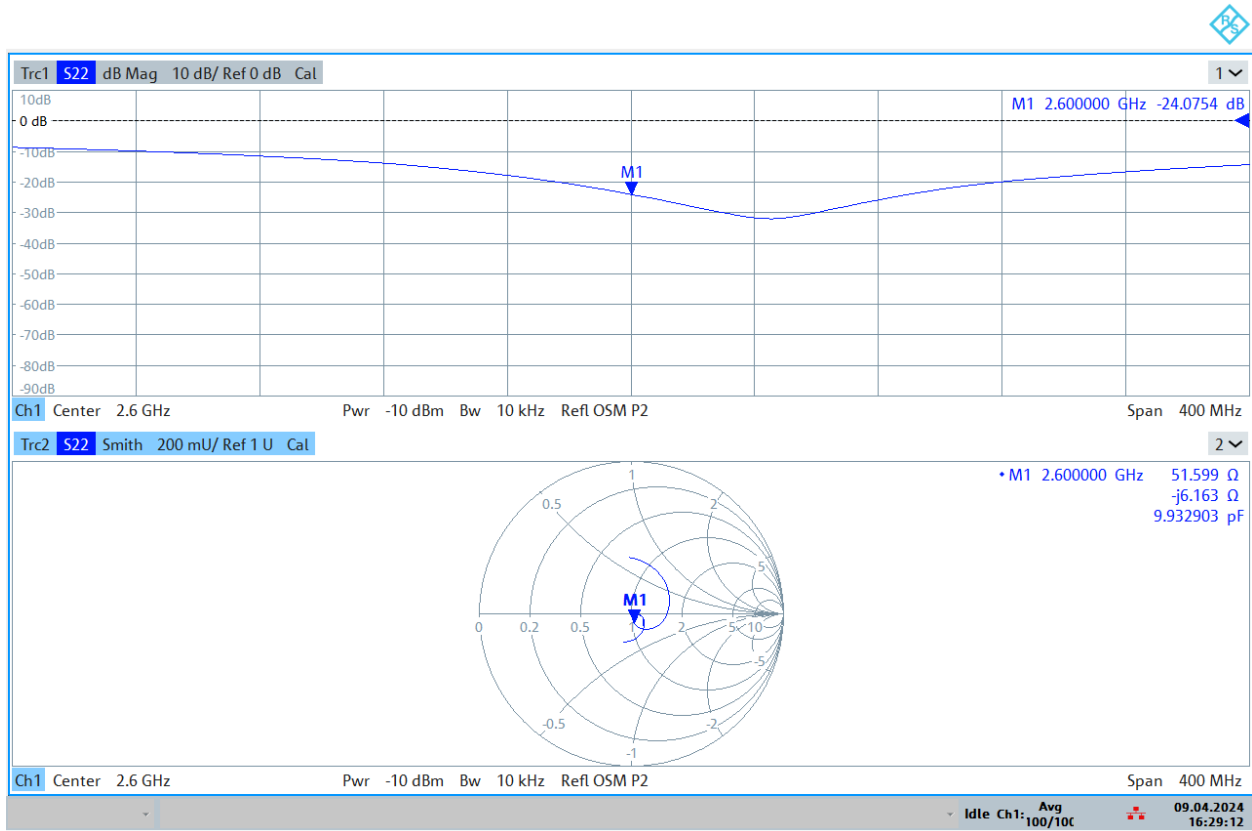 R&S
Trc1 S22 dB Mag 10 dB/ Ref 0 dB Cal 1
10dB
M1 2.600000 GHz -24.0754 dB
0 dB
-10dB
M1
-20dB
-30dB
-40dB
-50dB
-60dB
-70dB
-80dB
-90dB
Ch1 Center 2.6 GHz Pwr -10 dBm Bw 10 kHz Refl OSM P2 Span 400 MHz
Trc2 S22 Smith 200 mU/ Ref 1 U Cal 2
• M1 2.600000 GHz 51.599 Ω
-j6.163 Ω
9.932903 pF
1
0.5 2
5
M1
0 0.2 0.5 1 2 5 10
-5
-0.5 -2
-1
Ch1 Center 2.6 GHz Pwr -10 dBm Bw 10 kHz Refl OSM P2 Span 400 MHz
Idle Ch1: Avg 09.04.2024
100/10 16:29:12